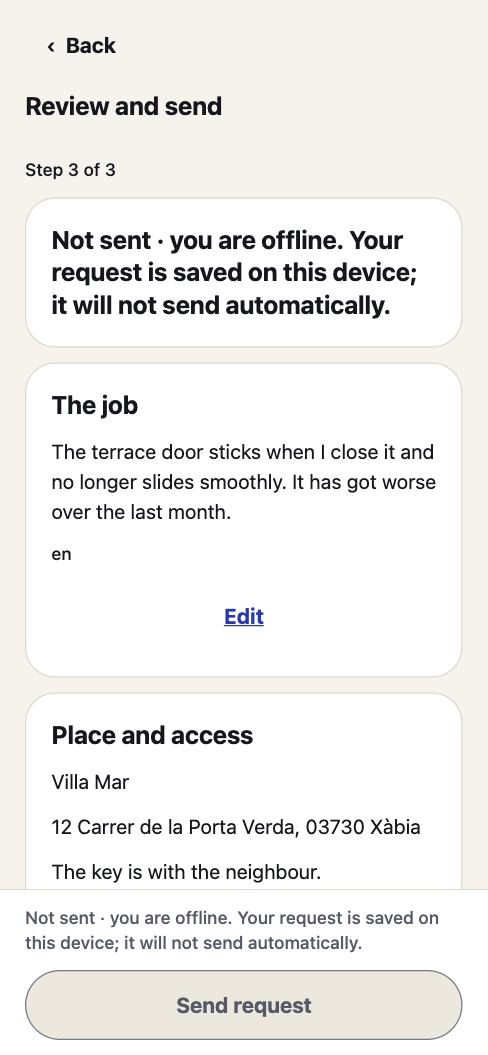 ‹ Back
Review and send
Step 3 of 3
Not sent · you are offline. Your
request is saved on this device;
it will not send automatically.
The job
The terrace door sticks when I close it and
no longer slides smoothly. It has got worse
over the last month.
en
Edit
Place and access
Villa Mar
12 Carrer de la Porta Verda, 03730 Xàbia
The key is with the neighbour.
Not sent · you are offline. Your request is saved on
this device; it will not send automatically.
Send request